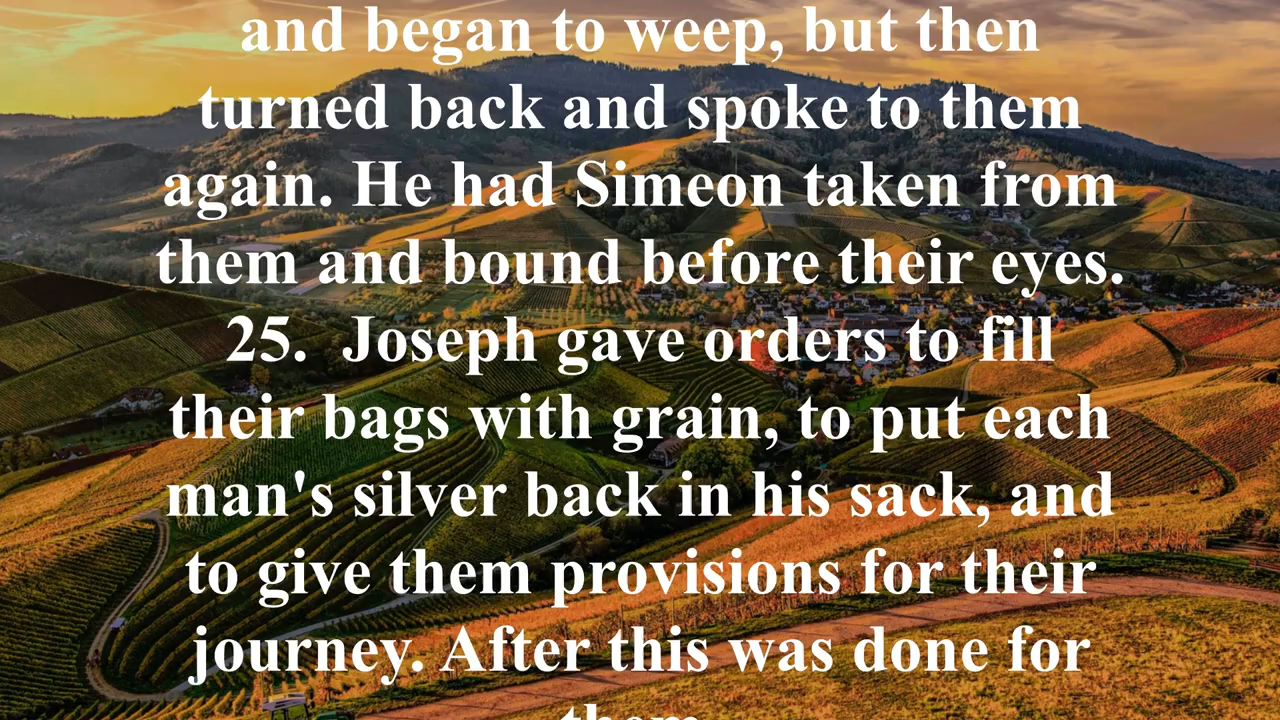 and began to weep, but then
turned back and spoke to them
again. He had Simeon taken from
them and bound before their eyes.
25.  Joseph gave orders to fill
their bags with grain, to put each
man's silver back in his sack, and
to give them provisions for their
journey. After this was done for